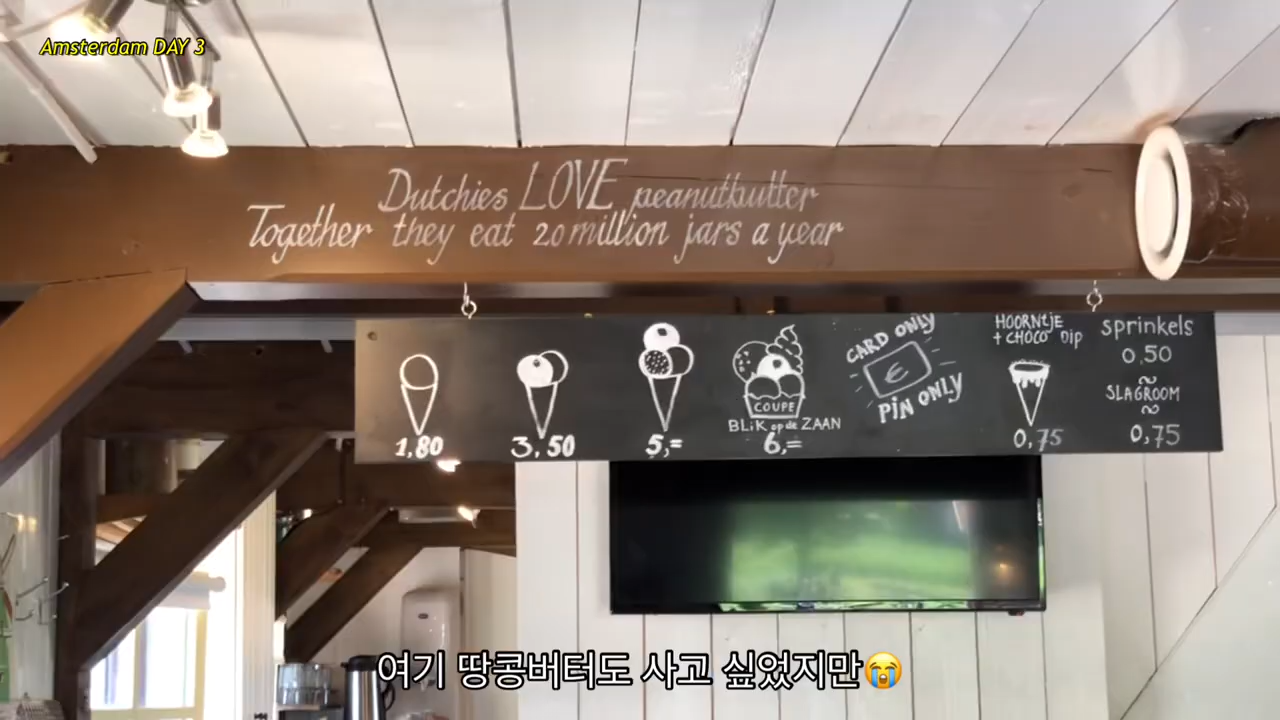 Amsterdam DAY 3
Dutchies LOVE peanutbutter
Together they eat 20 million jars a year
1,80
3,50
5,=
COUPE
BLiK op de ZAAN
6,=
CARD ONLY
€
PiN ONLY
HOORNtJE
+ CHOCO Dip
0,75
sprinkels
0,50
SLAGROOM
0,75
여기 땅콩버터도 사고 싶었지만😭